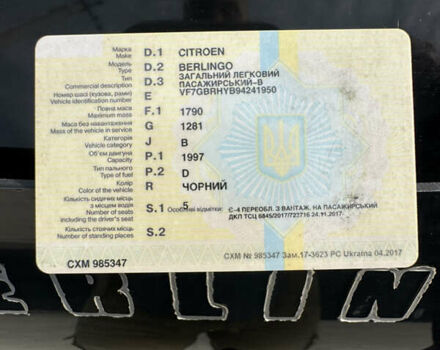 Марка Make D.1 CITROEN
Модель Type D.2 BERLINGO
Тип Commercial description D.3 ЗАГАЛЬНИЙ ЛЕГКОВИЙ ПАСАЖИРСЬКИЙ-В
Номер шасі (кузова, рами) Vehicle identification number E VF7GBRHYB94241950
Повна маса Maximum mass F.1 1790
Маса без навантаження Mass of the vehicle in service G 1281
Категорія Vehicle category J B
Об'єм двигуна Capacity P.1 1997
Тип пального Type of fuel P.2 D
Колір Color of the vehicle R ЧОРНИЙ
Кількість сидячих місць з місцем водія Number of seats including the driver's seat S.1 5
Особливі відмітки: Є-4 ПЕРЕОБЛ. З ВАНТАЖ. НА ПАСАЖИРСЬКИЙ
ДКП ТСЦ 6845/2017/723716 24.11.2017.
Кількість стоячих місць Number of standing places S.2
СХМ 985347
СХМ № 985347 Зам.17-3623 РС Ukraina 04.2017
ERLIN